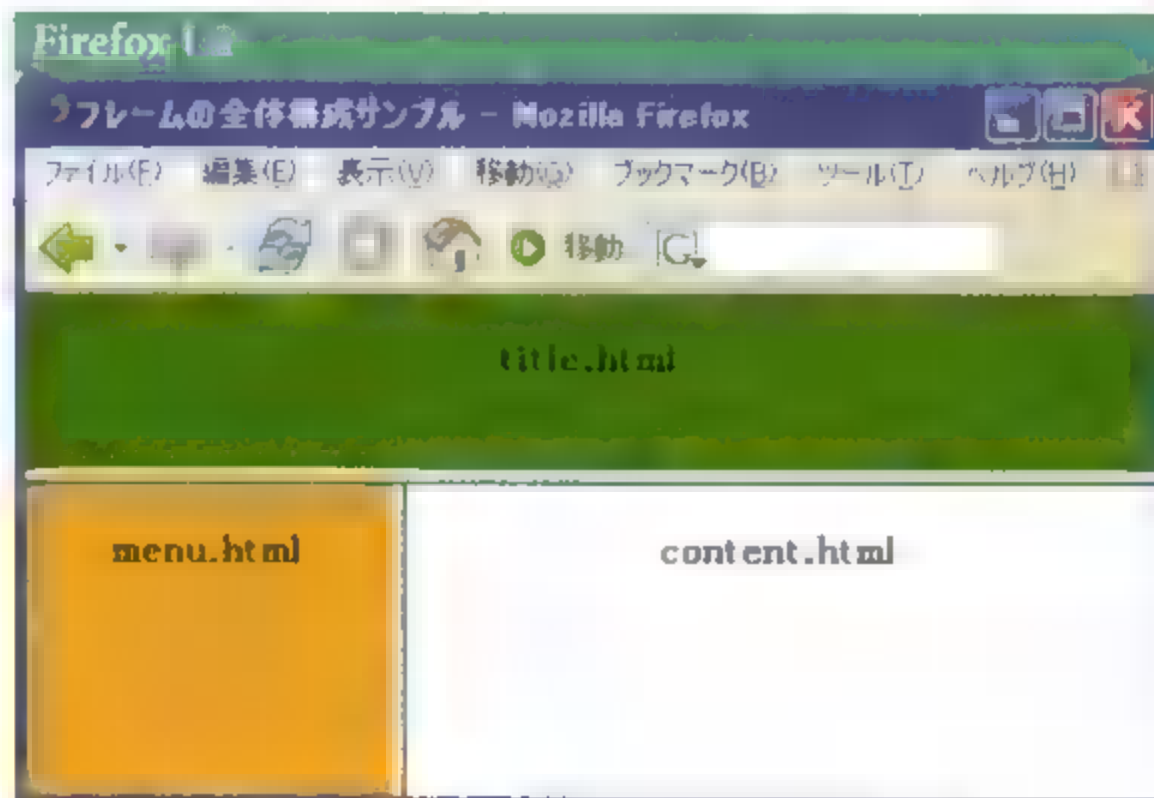 Firefox
フレームの全体構成サンプル - Mozilla Firefox
ファイル(F) 編集(E) 表示(V) 移動(G) ブックマーク(B) ツール(T) ヘルプ(H)
移動 G
title.html
menu.html content.html